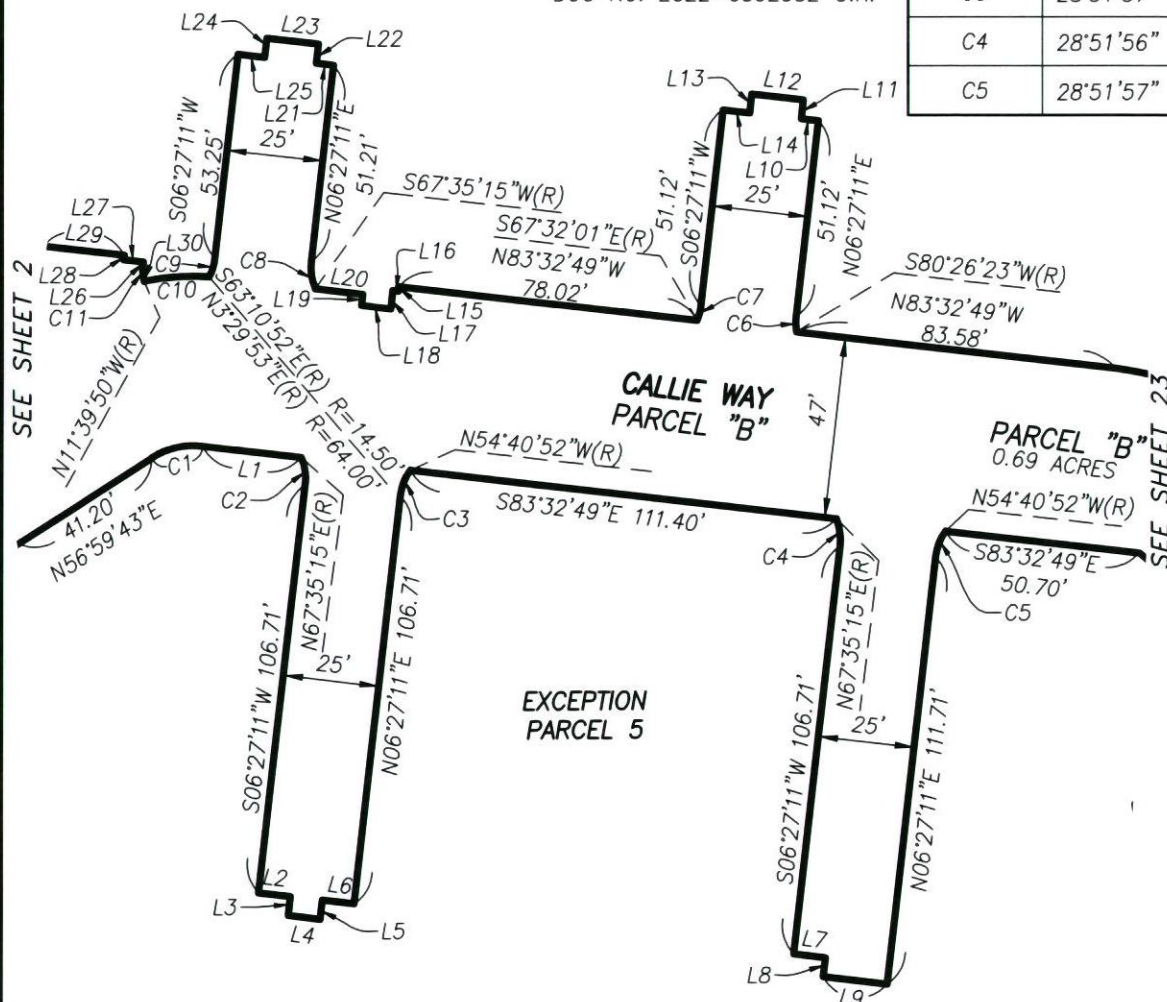 L24
L23
L22
L25
L21
S06°27'11"W
53.25'
25'
N06°27'11"E
51.21'
L13
L12
L11
L14
L10
S06°27'11"W
51.12'
25'
51.12'
N06°27'11"E
C4 28°51'56"
C5 28°51'57"
S67°35'15"W(R)
S67°32'01"E(R)
N83°32'49"W
78.02'
S80°26'23"W(R)
N83°32'49"W
83.58'
L27
L29
L30
L28
L26
C9
C10
C11
C8
L20
L19
L16
L15
L17
L18
C7
C6
SEE SHEET 2
N11°39'50"W(R)
S63°10'52"E(R) R=14.50'
N3°29'53"E(R) R=64.00'
CALLIE WAY
PARCEL "B"
47'
PARCEL "B"
0.69 ACRES
SEE SHEET 23
C1
L1
C2
41.20'
N56°59'43"E
N67°35'15"E(R)
N54°40'52"W(R)
C3
S83°32'49"E 111.40'
C4
N54°40'52"W(R)
S83°32'49"E
50.70'
C5
N67°35'15"E(R)
S06°27'11"W 106.71'
25'
N06°27'11"E 106.71'
EXCEPTION
PARCEL 5
S06°27'11"W 106.71'
25'
N06°27'11"E 111.71'
L2
L6
L3
L4
L5
L7
L8
L9